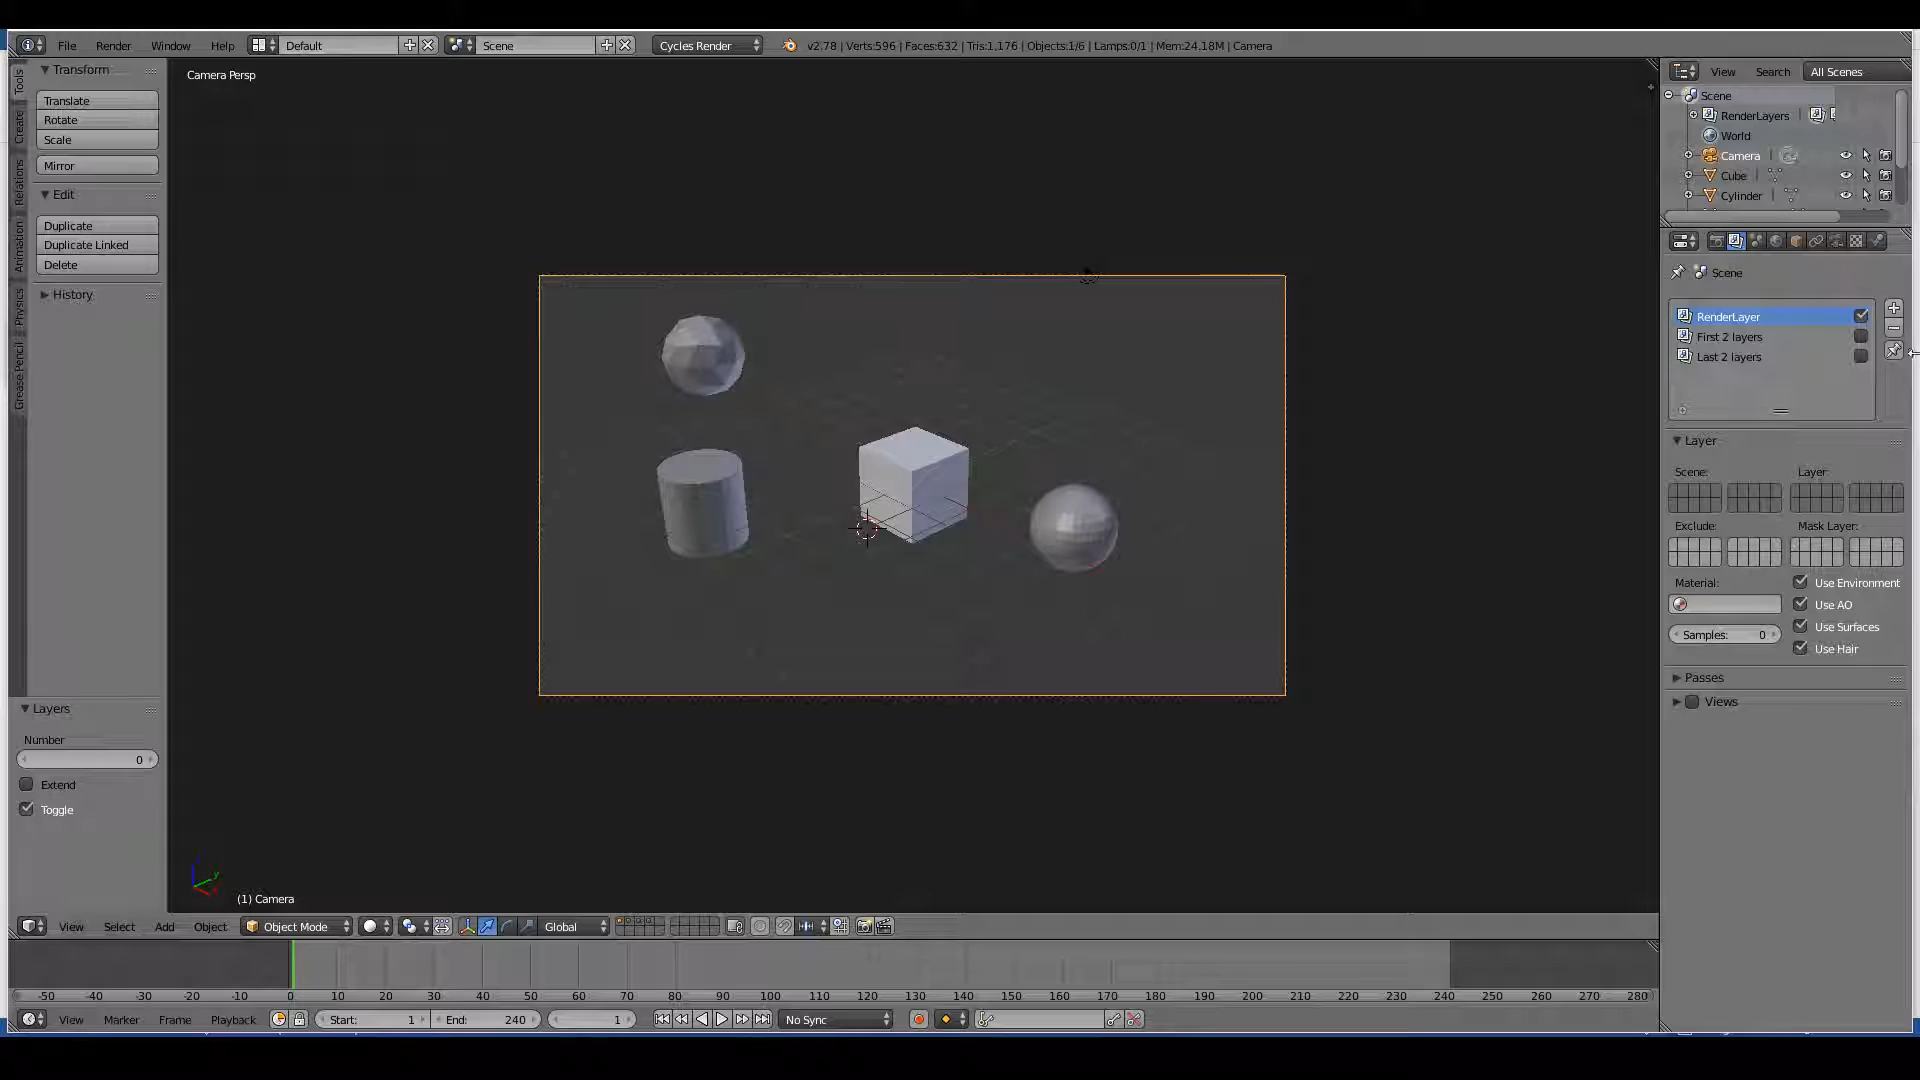 File Render Window Help Default Scene Cycles Render v2.78 | Verts:596 | Faces:632 | Tris:1,176 | Objects:1/6 | Lamps:0/1 | Mem:24.18M | Camera
Tools
Create
Relations
Animation
Physics
Grease Pencil
Transform
Translate
Rotate
Scale
Mirror
Edit
Duplicate
Duplicate Linked
Delete
History
Layers
Number
0
Extend
Toggle
Camera Persp
(1) Camera
View Select Add Object Object Mode Global
-50 -40 -30 -20 -10 0 10 20 30 40 50 60 70 80 90 100 110 120 130 140 150 160 170 180 190 200 210 220 230 240 250 260 270 280
View Marker Frame Playback Start: 1 End: 240 1 No Sync
View Search All Scenes
Scene
RenderLayers
World
Camera
Cube
Cylinder
Scene
RenderLayer
First 2 layers
Last 2 layers
Layer
Scene: Layer:
Exclude: Mask Layer:
Material: Use Environment
Use AO
Samples: 0 Use Surfaces
Use Hair
Passes
Views